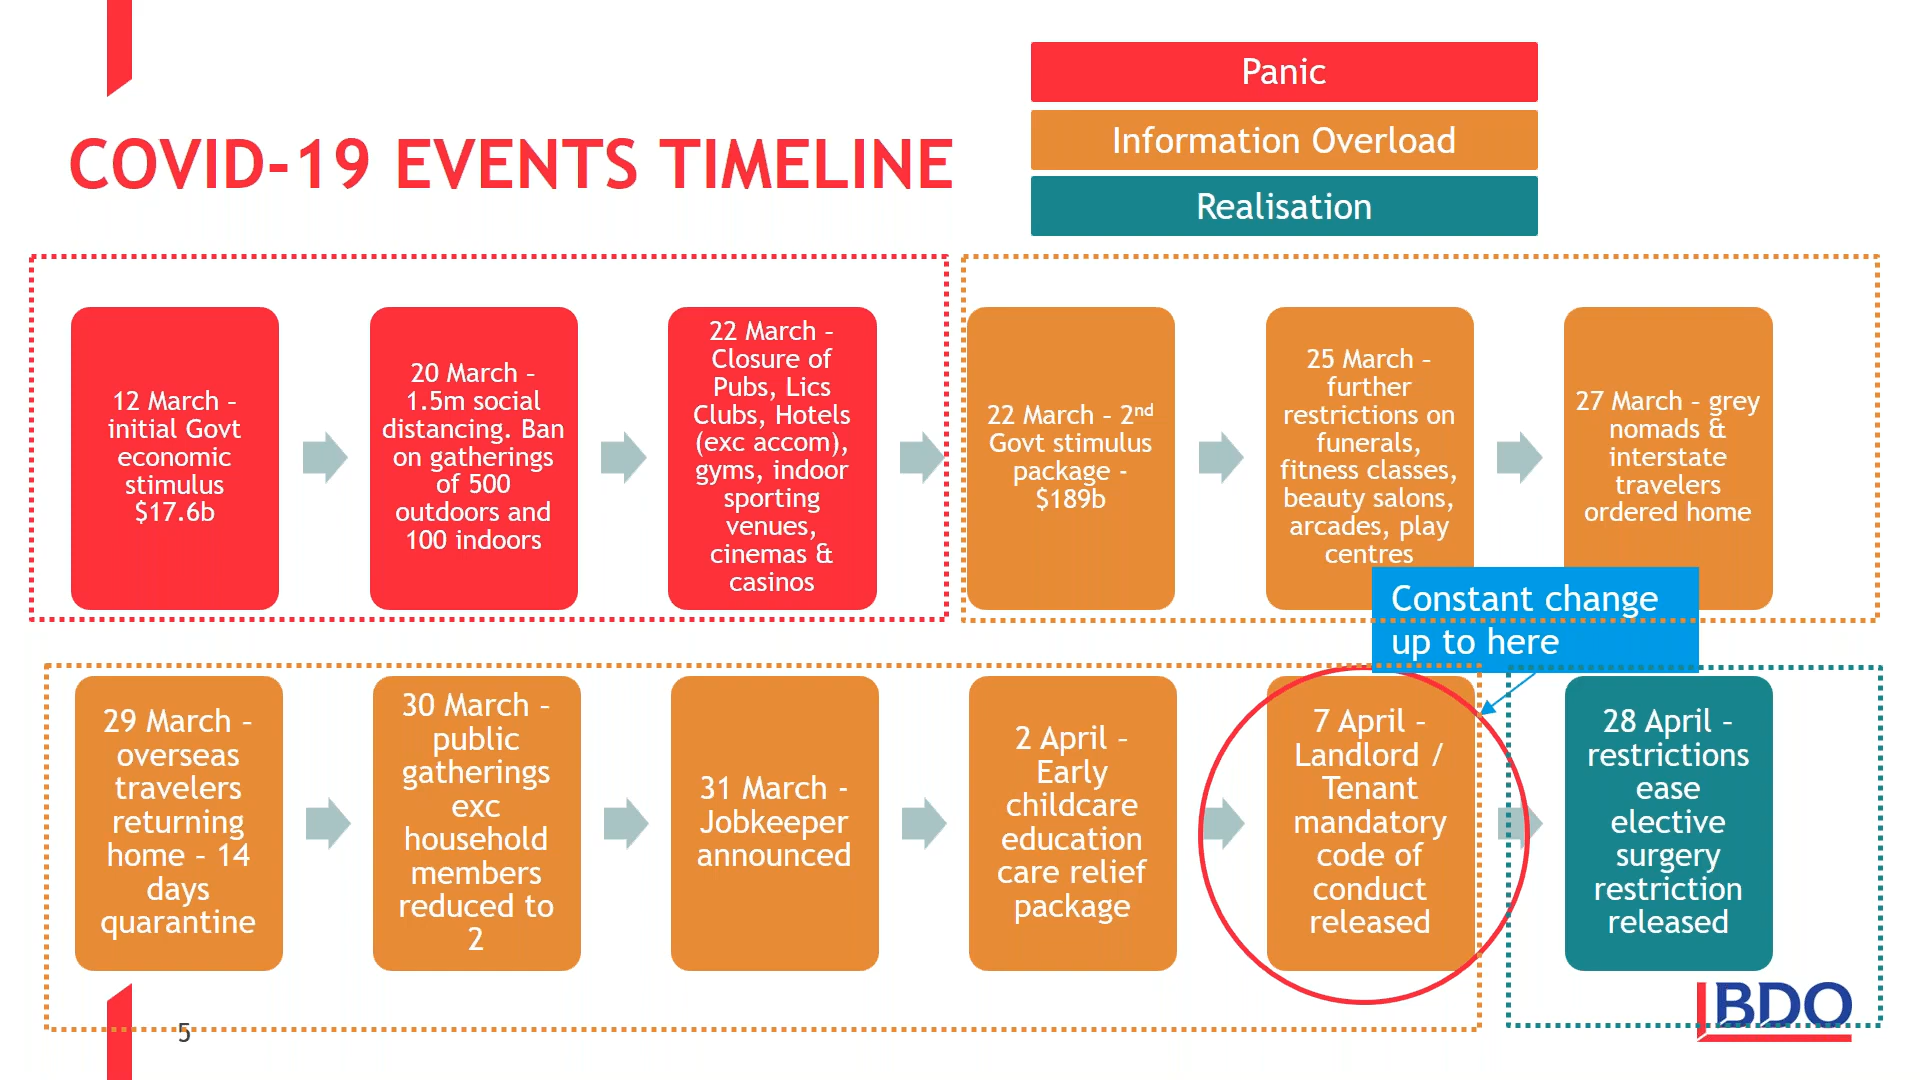 Panic
Information Overload
Realisation
COVID-19 EVENTS TIMELINE
12 March –
initial Govt
economic
stimulus
$17.6b
20 March –
1.5m social
distancing. Ban
on gatherings
of 500
outdoors and
100 indoors
22 March –
Closure of
Pubs, Lics
Clubs, Hotels
(exc accom),
gyms, indoor
sporting
venues,
cinemas &
casinos
22 March – 2nd
Govt stimulus
package -
$189b
25 March –
further
restrictions on
funerals,
fitness classes,
beauty salons,
arcades, play
centres
27 March – grey
nomads &
interstate
travelers
ordered home
Constant change
up to here
29 March –
overseas
travelers
returning
home – 14
days
quarantine
30 March –
public
gatherings
exc
household
members
reduced to
2
31 March -
Jobkeeper
announced
2 April –
Early
childcare
education
care relief
package
7 April –
Landlord /
Tenant
mandatory
code of
conduct
released
28 April –
restrictions
ease
elective
surgery
restriction
released
5
BDO